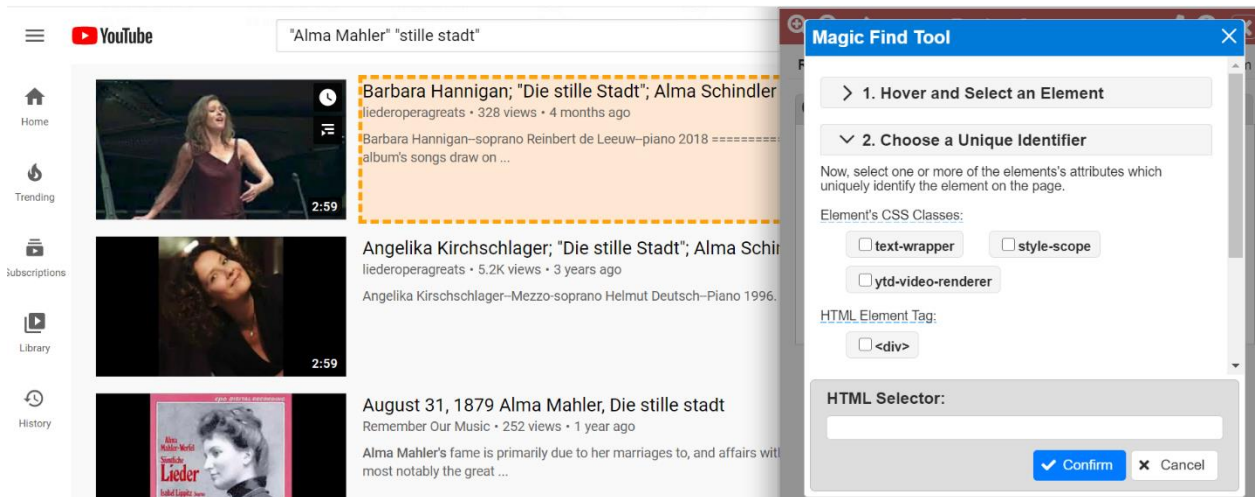 YouTube
"Alma Mahler" "stille stadt"
Home
Trending
Subscriptions
Library
History
Barbara Hannigan; "Die stille Stadt"; Alma Schindler
liederoperagreats • 328 views • 4 months ago
Barbara Hannigan--soprano Reinbert de Leeuw--piano 2018 ==========
album's songs draw on ...
2:59
Angelika Kirchschlager; "Die stille Stadt"; Alma Schin
liederoperagreats • 5.2K views • 3 years ago
Angelika Kirschschlager--Mezzo-soprano Helmut Deutsch--Piano 1996.
2:59
August 31, 1879 Alma Mahler, Die stille stadt
Remember Our Music • 252 views • 1 year ago
Alma Mahler's fame is primarily due to her marriages to, and affairs with
most notably the great ...
Alma
Mahler-Werfel
Sämtliche
Lieder
Magic Find Tool
1. Hover and Select an Element
2. Choose a Unique Identifier
Now, select one or more of the elements's attributes which
uniquely identify the element on the page.
Element's CSS Classes:
text-wrapper
style-scope
ytd-video-renderer
HTML Element Tag:
<div>
HTML Selector:
Confirm
Cancel